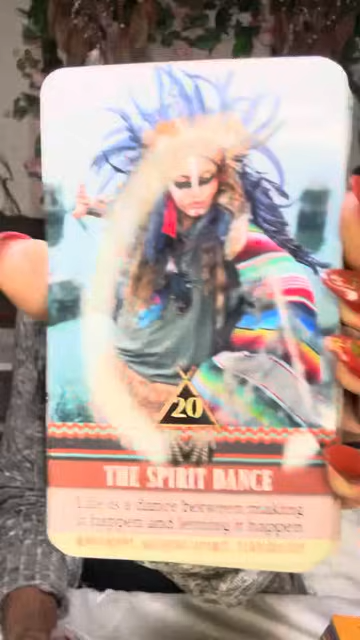 20
THE SPIRIT DANCE
Life is a dance between making
it happen and letting it happen